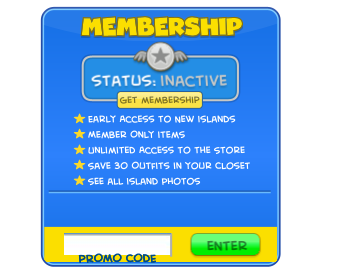 MEMBERSHIP
STATUS: INACTIVE
GET MEMBERSHIP
EARLY ACCESS TO NEW ISLANDS
MEMBER ONLY ITEMS
UNLIMITED ACCESS TO THE STORE
SAVE 30 OUTFITS IN YOUR CLOSET
SEE ALL ISLAND PHOTOS
ENTER
PROMO CODE